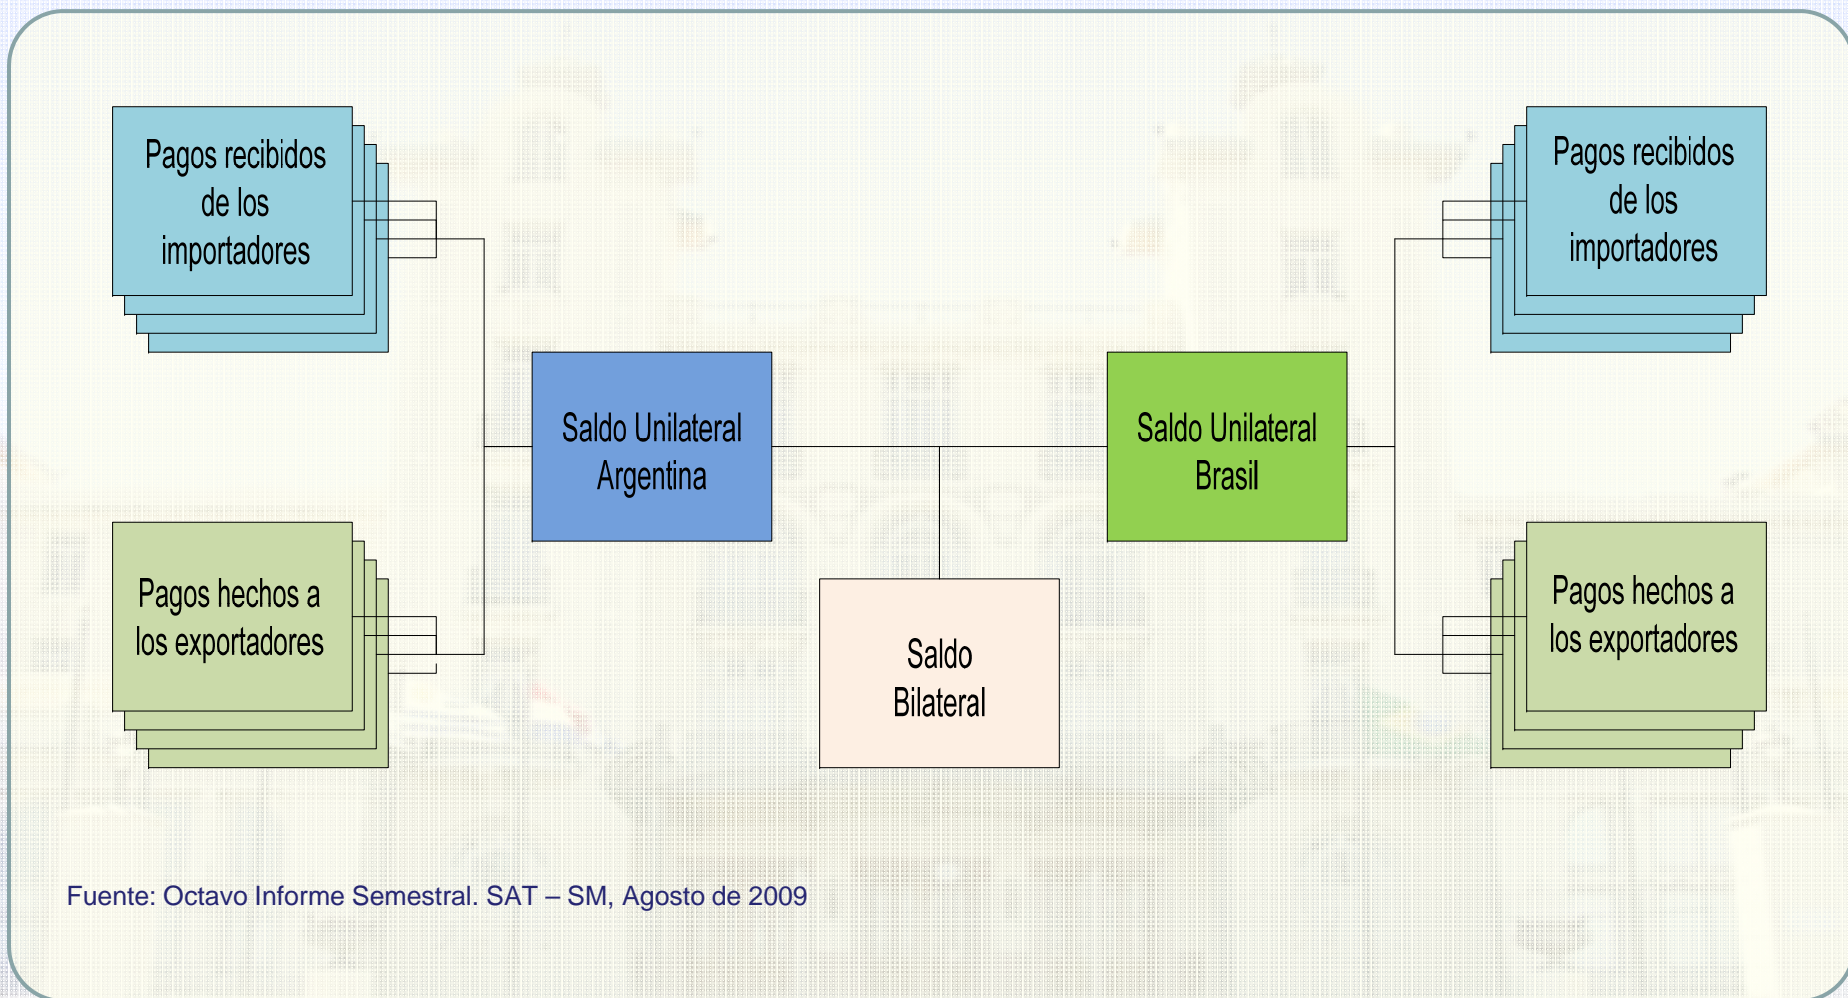 Pagos recibidos
de los
importadores
Pagos recibidos
de los
importadores
Saldo Unilateral
Argentina
Saldo Unilateral
Brasil
Pagos hechos a
los exportadores
Saldo
Bilateral
Pagos hechos a
los exportadores
Fuente: Octavo Informe Semestral. SAT – SM, Agosto de 2009